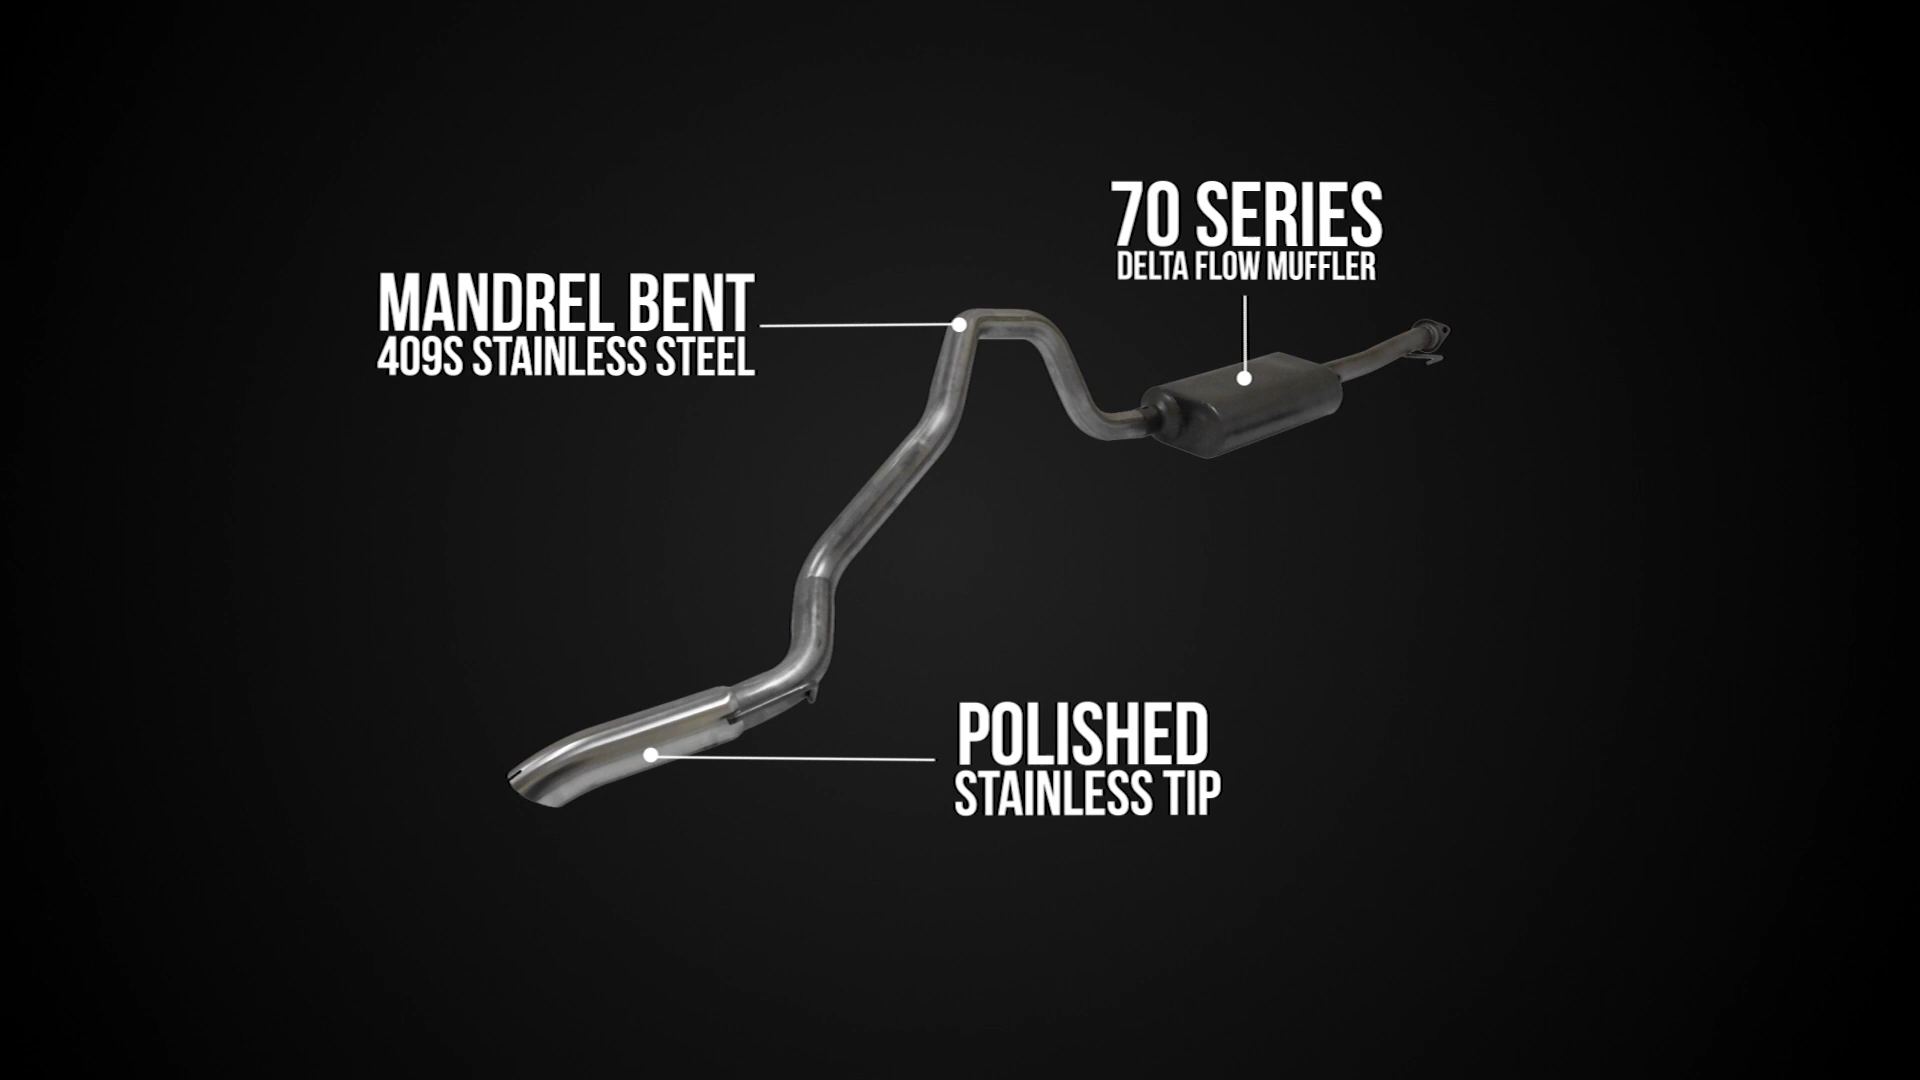 70 SERIES
DELTA FLOW MUFFLER
MANDREL BENT
409S STAINLESS STEEL
POLISHED
STAINLESS TIP